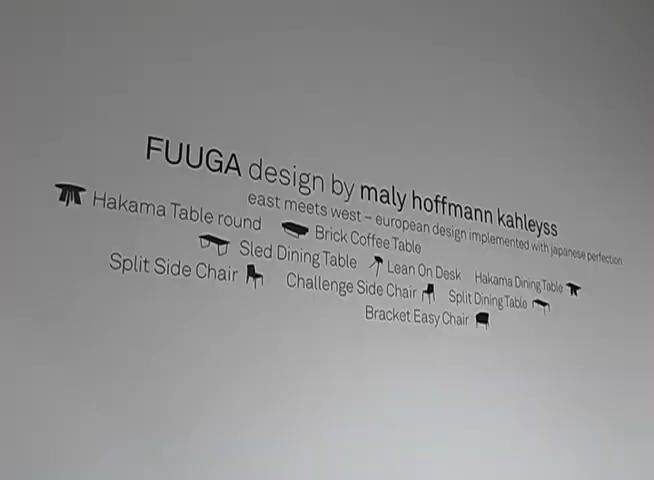 FUUGA design by maly hoffmann kahleyss
east meets west – european design implemented with japanese perfection
Hakama Table round Brick Coffee Table
Sled Dining Table Lean On Desk Hakama Dining Table
Split Side Chair Challenge Side Chair Split Dining Table
Bracket Easy Chair